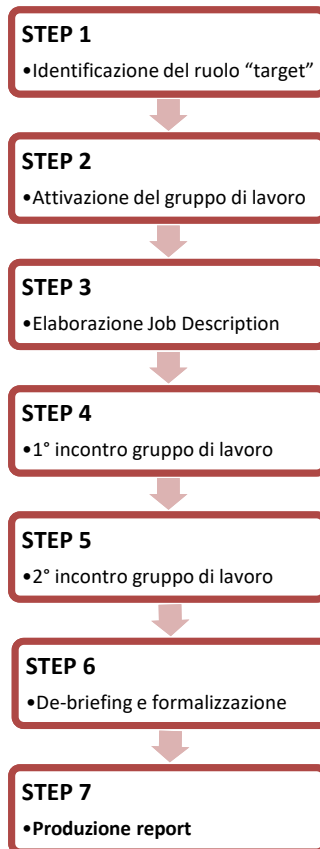 STEP 1
•Identificazione del ruolo “target”
STEP 2
•Attivazione del gruppo di lavoro
STEP 3
•Elaborazione Job Description
STEP 4
•1° incontro gruppo di lavoro
STEP 5
•2° incontro gruppo di lavoro
STEP 6
•De-briefing e formalizzazione
STEP 7
•Produzione report